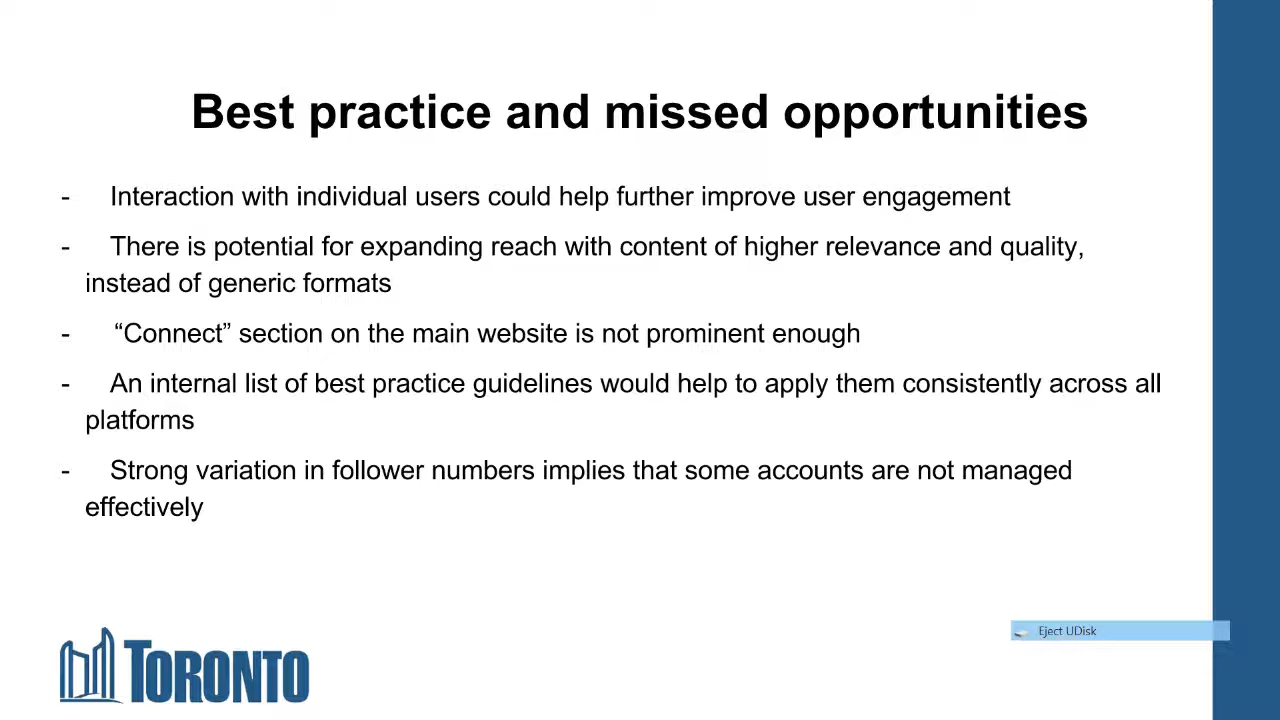 Best practice and missed opportunities
- Interaction with individual users could help further improve user engagement
- There is potential for expanding reach with content of higher relevance and quality,
instead of generic formats
- “Connect” section on the main website is not prominent enough
- An internal list of best practice guidelines would help to apply them consistently across all
platforms
- Strong variation in follower numbers implies that some accounts are not managed
effectively
Eject UDisk
TORONTO